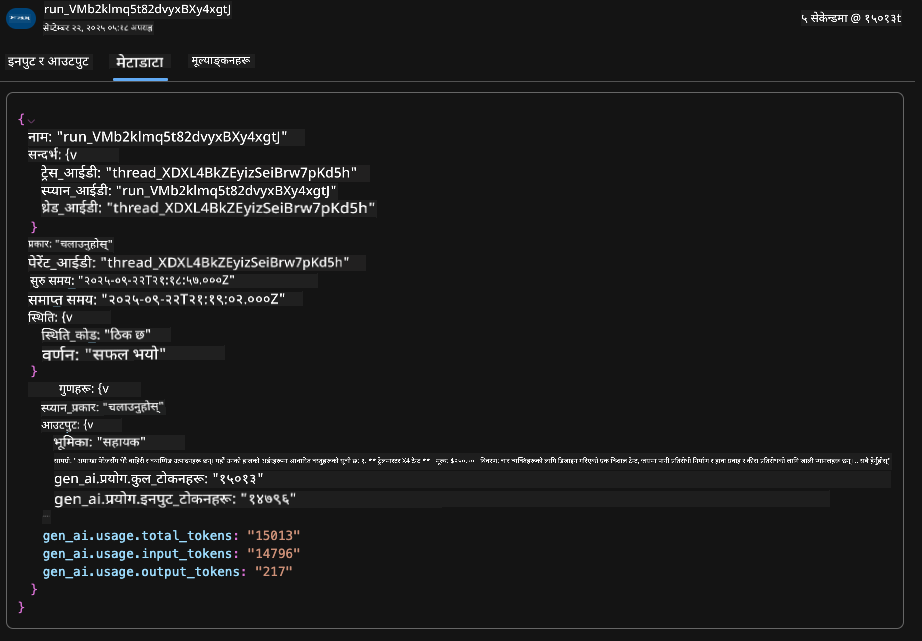 run_VMb2klmq5t82dvyxBXy4xgtJ
सेप्टेम्बर २२, २०२५ ०५:१८ अपराह्न
५ सेकेन्डमा @ १५०१३t
इनपुट र आउटपुट मेटाडाटा मूल्याङ्कनहरू
{
नाम: "run_VMb2klmq5t82dvyxBXy4xgtJ"
सन्दर्भ: {v
ट्रेस_आईडी: "thread_XDXL4BkZEyizSeiBrw7pKd5h"
स्प्यान_आईडी: "run_VMb2klmq5t82dvyxBXy4xgtJ"
थ्रेड_आईडी: "thread_XDXL4BkZEyizSeiBrw7pKd5h"
}
प्रकार: "चलाउनुहोस्"
पेरेंट_आईडी: "thread_XDXL4BkZEyizSeiBrw7pKd5h"
सुरु समय: "२०२५-०९-२२T२१:१८:५७.०००Z"
समाप्त समय: "२०२५-०९-२२T२१:१९:०२.०००Z"
स्थिति: {v
स्थिति_कोड: "ठिक छ"
वर्णन: "सफल भयो"
}
गुणहरू: {v
स्प्यान_प्रकार: "चलाउनुहोस्"
आउटपुट: {v
भूमिका: "सहायक"
gen_ai.प्रयोग.कुल_टोकनहरू: "१५०१३"
gen_ai.प्रयोग.इनपुट_टोकनहरू: "१४७९६"
...
gen_ai.usage.total_tokens: "15013"
gen_ai.usage.input_tokens: "14796"
gen_ai.usage.output_tokens: "217"
}
}